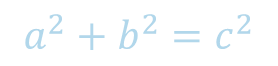 a² + b² = c²